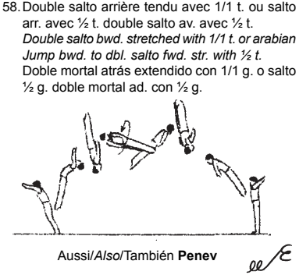 58. Double salto arrière tendu avec 1/1 t. ou salto
arr. avec ½ t. double salto av. avec ½ t.
Double salto bwd. stretched with 1/1 t. or arabian
Jump bwd. to dbl. salto fwd. str. with ½ t.
Doble mortal atrás extendido con 1/1 g. o salto
½ g. doble mortal ad. con ½ g.
Aussi/Also/También Penev